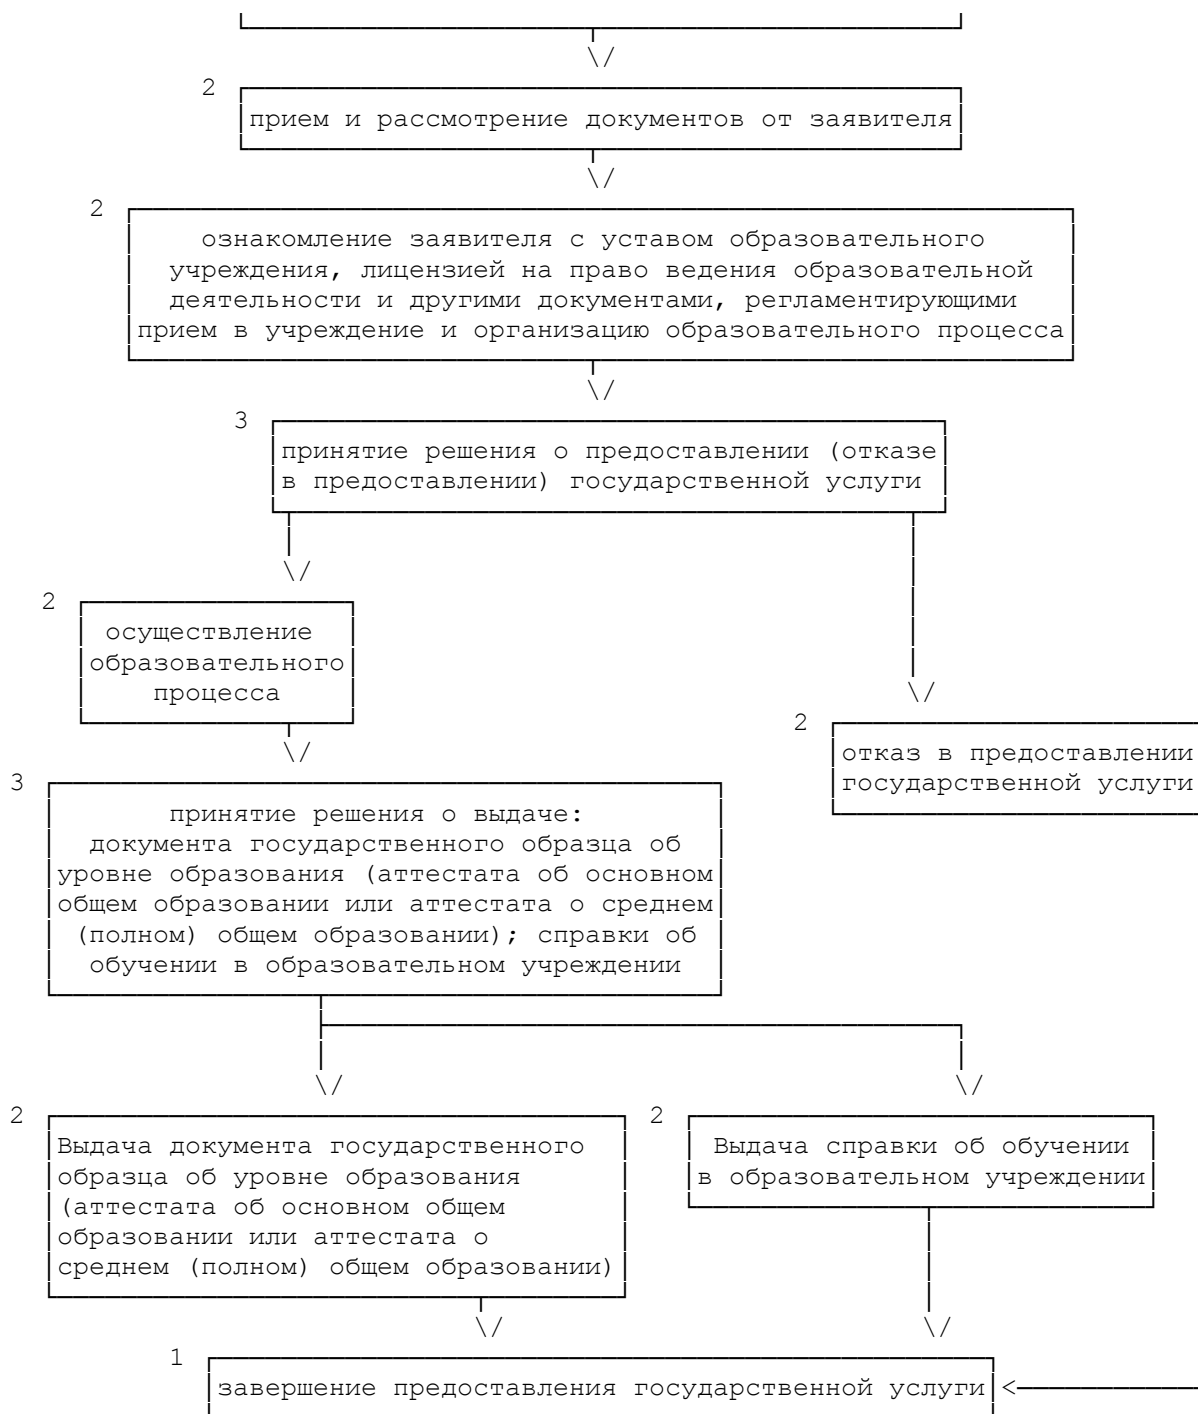 2
прием и рассмотрение документов от заявителя
2
ознакомление заявителя с уставом образовательного
учреждения, лицензией на право ведения образовательной
деятельности и другими документами, регламентирующими
прием в учреждение и организацию образовательного процесса
3
принятие решения о предоставлении (отказе
в предоставлении) государственной услуги
2
осуществление
образовательного
процесса
2
отказ в предоставлении
государственной услуги
3
принятие решения о выдаче:
документа государственного образца об
уровне образования (аттестата об основном
общем образовании или аттестата о среднем
(полном) общем образовании); справки об
обучении в образовательном учреждении
2
Выдача документа государственного
образца об уровне образования
(аттестата об основном общем
образовании или аттестата о
среднем (полном) общем образовании)
2
Выдача справки об обучении
в образовательном учреждении
1
завершение предоставления государственной услуги